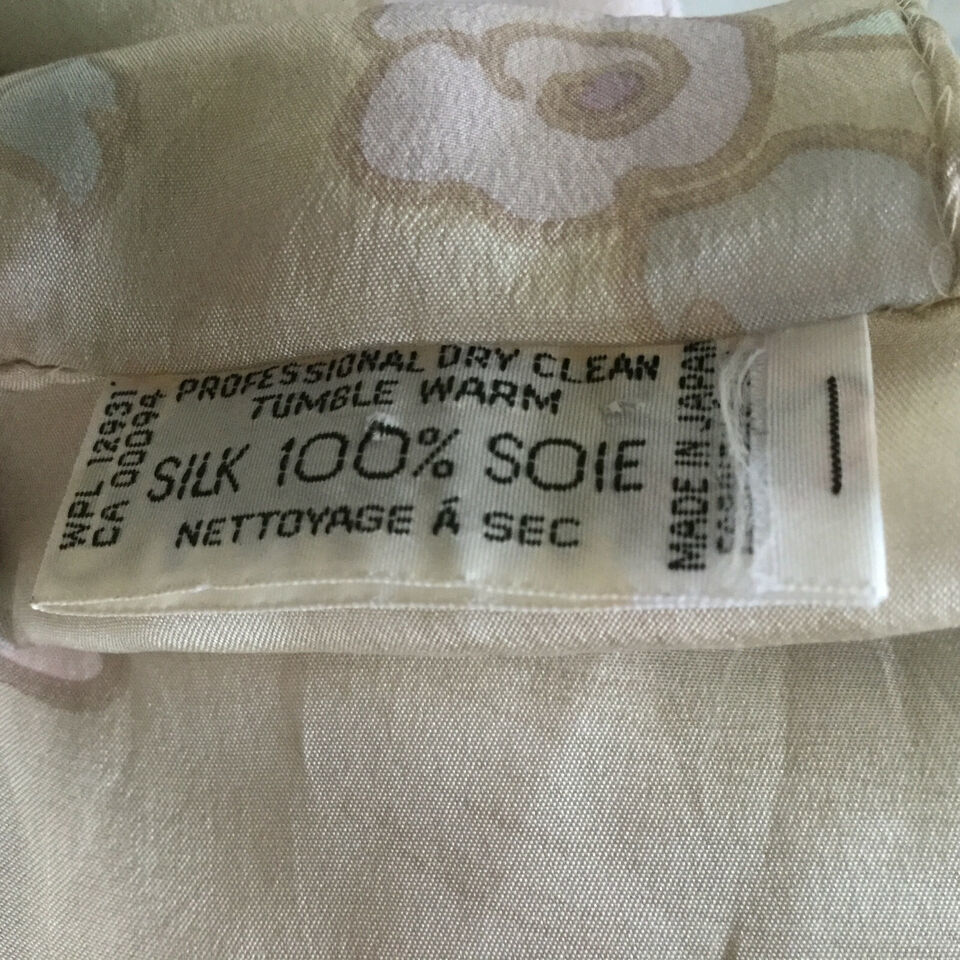 WPL 12931
CA 00094
PROFESSIONAL DRY CLEAN
TUMBLE WARM
SILK 100% SOIE
NETTOYAGE Á SEC
MADE IN JAPAN